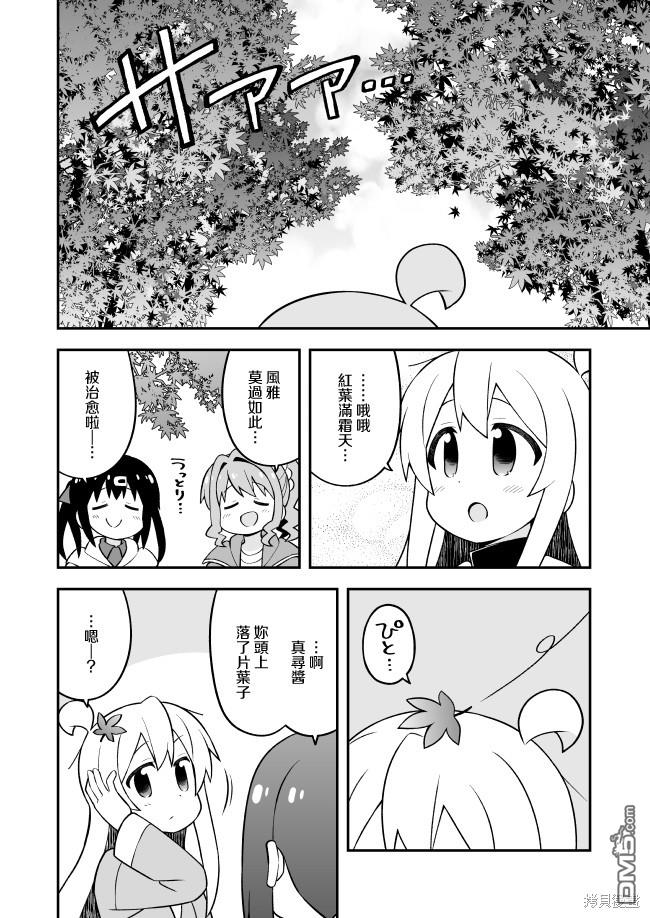 サァァ…
……哦哦
紅葉滿霜天…
風雅
莫過如此…
うっとり…
被治愈啦——
ぴと…
…啊
真尋醬
妳頭上
落了片葉子
…嗯—?
DM5.com
拷貝漫畫